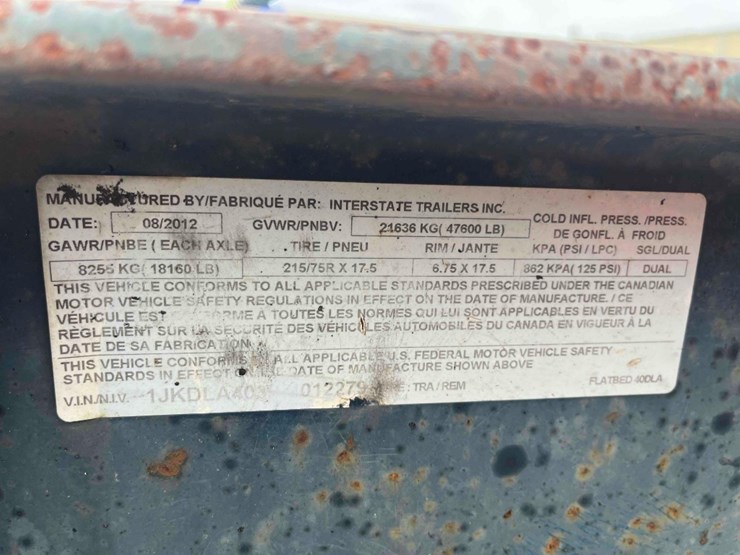 MANUFACTURED BY/FABRIQUÉ PAR: INTERSTATE TRAILERS INC.
DATE: 08/2012 GVWR/PNBV: 21636 KG( 47600 LB) COLD INFL. PRESS. /PRESS. DE GONFL. À FROID
GAWR/PNBE ( EACH AXLE) TIRE / PNEU RIM / JANTE KPA (PSI / LPC) SGL/DUAL
8255 KG( 18160 LB) 215/75R X 17.5 6.75 X 17.5 862 KPA( 125 PSI) DUAL
THIS VEHICLE CONFORMS TO ALL APPLICABLE STANDARDS PRESCRIBED UNDER THE CANADIAN
MOTOR VEHICLE SAFETY REGULATIONS IN EFFECT ON THE DATE OF MANUFACTURE. / CE
VÉHICULE EST À TOUTES LES NORMES QUI LUI SONT APPLICABLES EN VERTU DU
RÈGLEMENT SUR LA SÉCURITÉ DES VÉHICULES AUTOMOBILES DU CANADA EN VIGUEUR À LA
DATE DE SA FABRICATION
THIS VEHICLE CONFORMS ALL APPLICABLE U.S. FEDERAL MOTOR VEHICLE SAFETY
STANDARDS IN EFFECT DATE OF MANUFACTURE SHOWN ABOVE
V.I.N./N.I.V. 1JKDLA40 01227 : TRA / REM FLATBED 40DLA